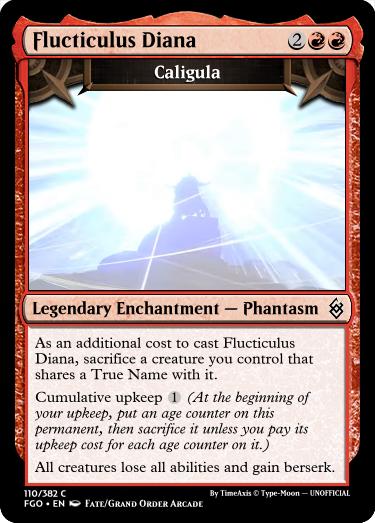 Flucticulus Diana 2
Caligula
Legendary Enchantment — Phantasm
As an additional cost to cast Flucticulus
Diana, sacrifice a creature you control that
shares a True Name with it.
Cumulative upkeep 1 (At the beginning of
your upkeep, put an age counter on this
permanent, then sacrifice it unless you pay its
upkeep cost for each age counter on it.)
All creatures lose all abilities and gain berserk.
110/382 C
FGO • EN Fate/Grand Order Arcade
By TimeAxis © Type-Moon — UNOFFICIAL